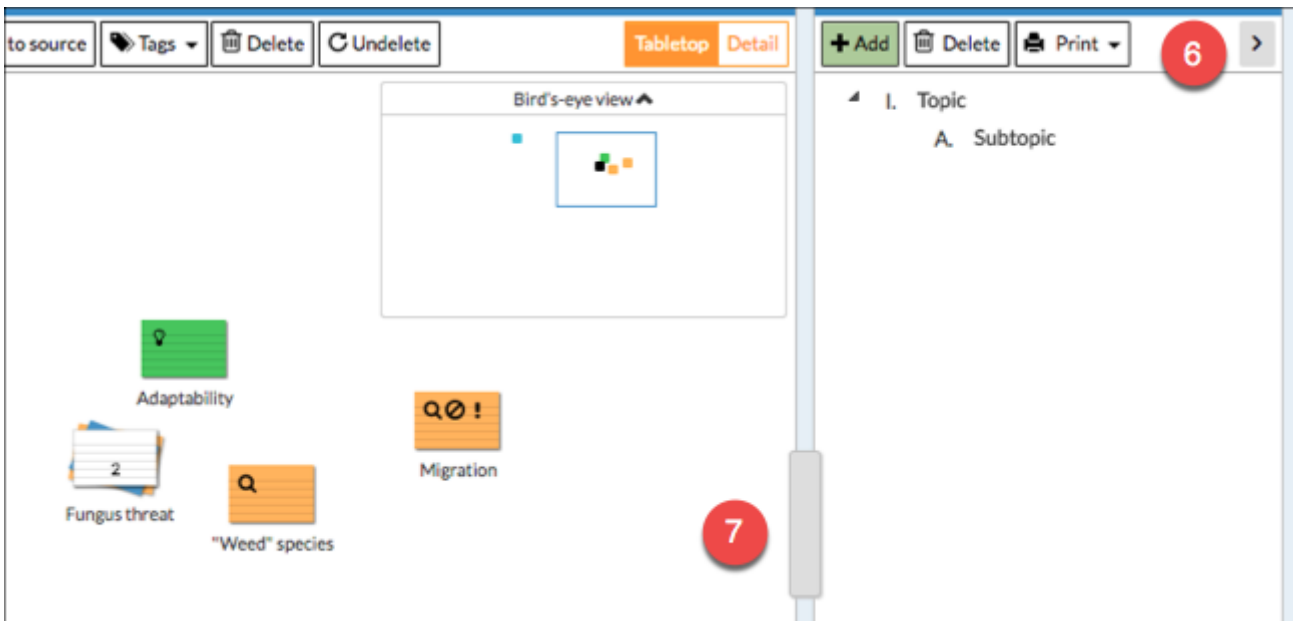 to source Tags Delete Undelete Tabletop Detail
+ Add Delete Print 6 >
Bird's-eye view
I. Topic
A. Subtopic
Adaptability
! Migration
2
Fungus threat
"Weed" species
7